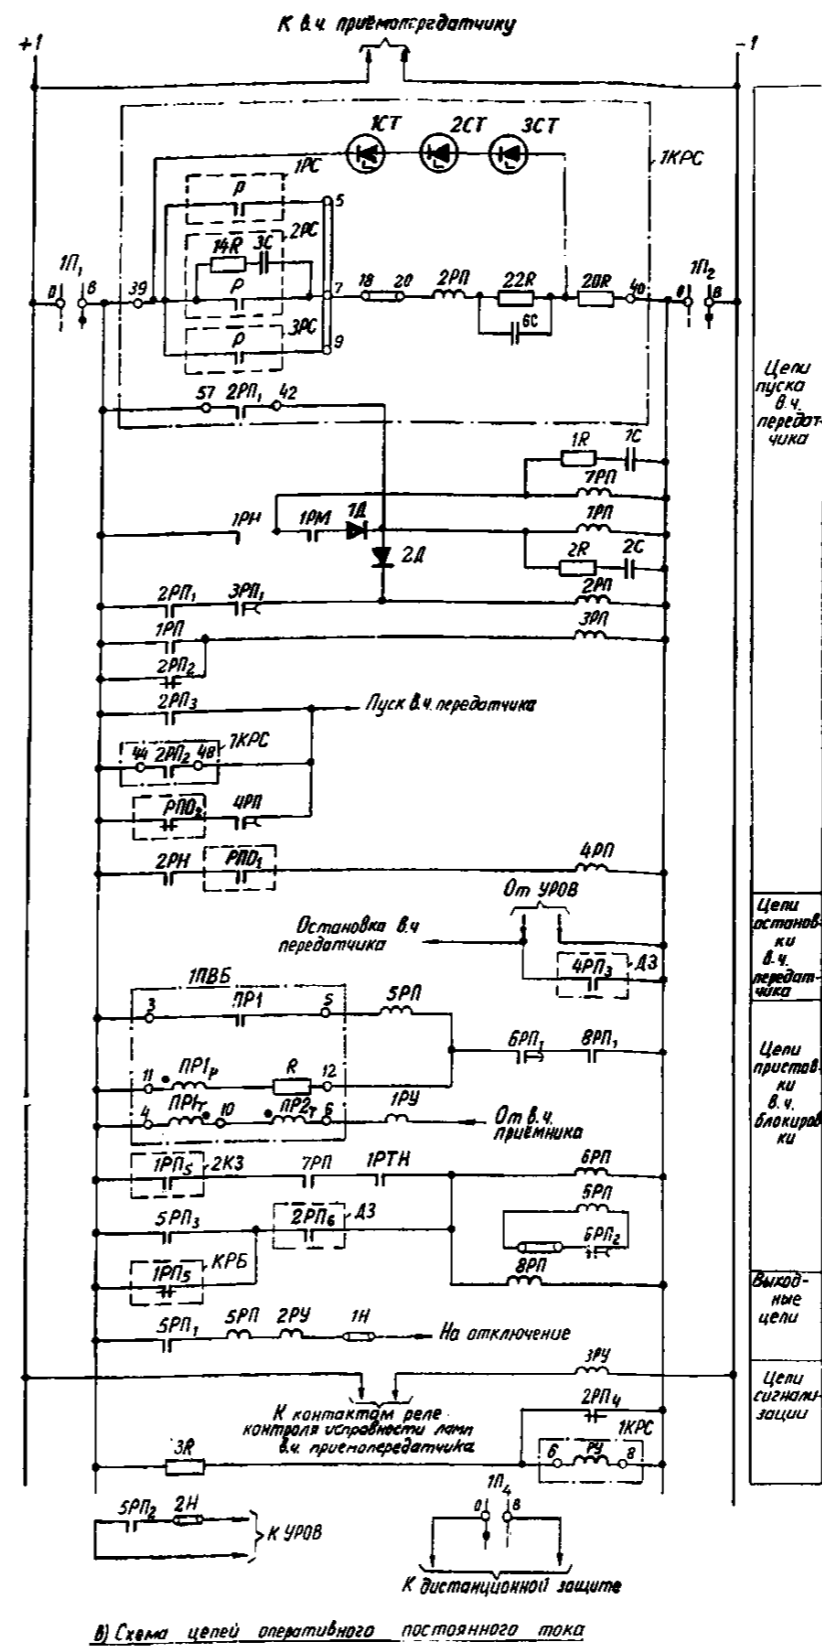 К в.ч. приёмопередатчику
+1
-1
1СТ 2СТ 3СТ
1КРС
1РС
Р
5
2РС
14R 3С
1П₁
0 В
39
Р
7
18 20
2РП
22R
20R
40
1П₂
0 В
6С
3РС
Р
9
Цепи
пуска
в.ч.
передат-
чика
57 2РП₁ 42
1R 1С
7РП
1РН
1РМ 1Д
1РП
2Д
2R 2С
2РП₁ 3РП₁
2РП
1РП
3РП
2РП₂
2РП₃
Пуск в.ч. передатчика
1КРС
44 2РП₂ 48
РПО₂ 4РП
2РН РПО₁
4РП
От УРОВ
Остановка в.ч
передатчика
4РП₃
ДЗ
Цепи
останов-
ки
в.ч.
передат-
чика
1ПВБ
3 ПР1 5
5РП
6РП₁ 8РП₁
11 ПР1р R 12
4 ПР1т 10 ПР2т 6
1РУ
От в.ч.
приёмника
Цепи
пристав-
ки
в.ч.
блокиров-
ки
1РП₅ 2КЗ
7РП 1РТН
6РП
5РП₃
2РП₆ ДЗ
6РП₂
1РП₅ КРБ
8РП
5РП₁ 5РП 2РУ 1Н
На отключение
Выход-
ные
цепи
3РУ
К контактам реле
контроля исправности ламп
в.ч. приемопередатчика
2РП₄
1КРС
3R
6 РУ 8
Цепи
сигнали-
зации
5РП₂ 2Н
К УРОВ
1П₄
0 В
К дистанционной защите
в) Схема цепей оперативного постоянного тока